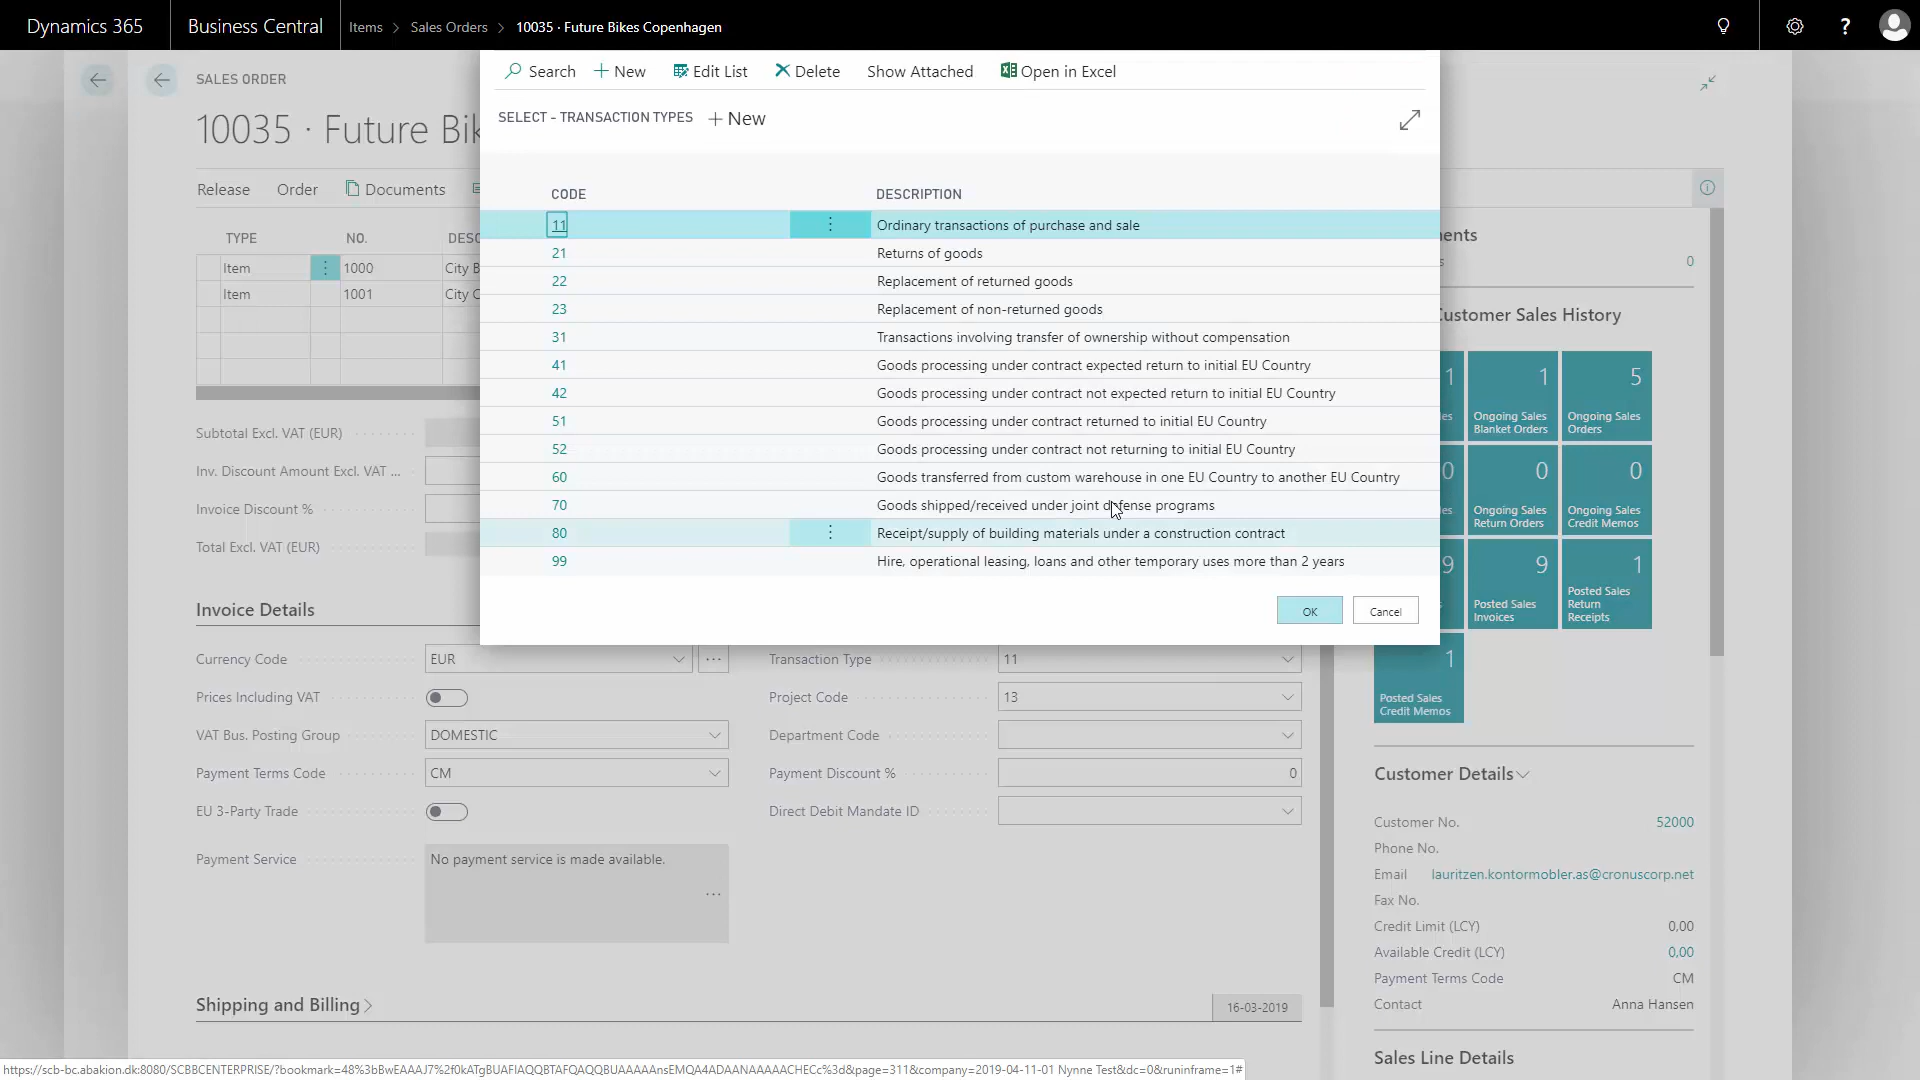 Dynamics 365
Business Central
Items > Sales Orders > 10035 · Future Bikes Copenhagen
?
Search
+ New
Edit List
Delete
Show Attached
Open in Excel
SELECT - TRANSACTION TYPES
+ New
CODE DESCRIPTION
11 Ordinary transactions of purchase and sale
21 Returns of goods
22 Replacement of returned goods
23 Replacement of non-returned goods
31 Transactions involving transfer of ownership without compensation
41 Goods processing under contract expected return to initial EU Country
42 Goods processing under contract not expected return to initial EU Country
51 Goods processing under contract returned to initial EU Country
52 Goods processing under contract not returning to initial EU Country
60 Goods transferred from custom warehouse in one EU Country to another EU Country
70 Goods shipped/received under joint defense programs
80 Receipt/supply of building materials under a construction contract
99 Hire, operational leasing, loans and other temporary uses more than 2 years
OK
Cancel
SALES ORDER
10035 · Future Bik
Release
Order
Documents
TYPE NO. DESC
Item 1000 City B
Item 1001 City C
Subtotal Excl. VAT (EUR)
Inv. Discount Amount Excl. VAT ...
Invoice Discount %
Total Excl. VAT (EUR)
Invoice Details
Currency Code EUR ...
Prices Including VAT
VAT Bus. Posting Group DOMESTIC
Payment Terms Code CM
EU 3-Party Trade
Payment Service No payment service is made available.
...
Transaction Type 11
Project Code 13
Department Code
Payment Discount % 0
Direct Debit Mandate ID
Shipping and Billing >
16-03-2019
ents
s 0
Customer Sales History
1
es
1
Ongoing Sales
Blanket Orders
5
Ongoing Sales
Orders
0
es
0
Ongoing Sales
Return Orders
0
Ongoing Sales
Credit Memos
9
s
9
Posted Sales
Invoices
1
Posted Sales
Return
Receipts
1
Posted Sales
Credit Memos
Customer Details
Customer No. 52000
Phone No.
Email lauritzen.kontormobler.as@cronuscorp.net
Fax No.
Credit Limit (LCY) 0,00
Available Credit (LCY) 0,00
Payment Terms Code CM
Contact Anna Hansen
Sales Line Details